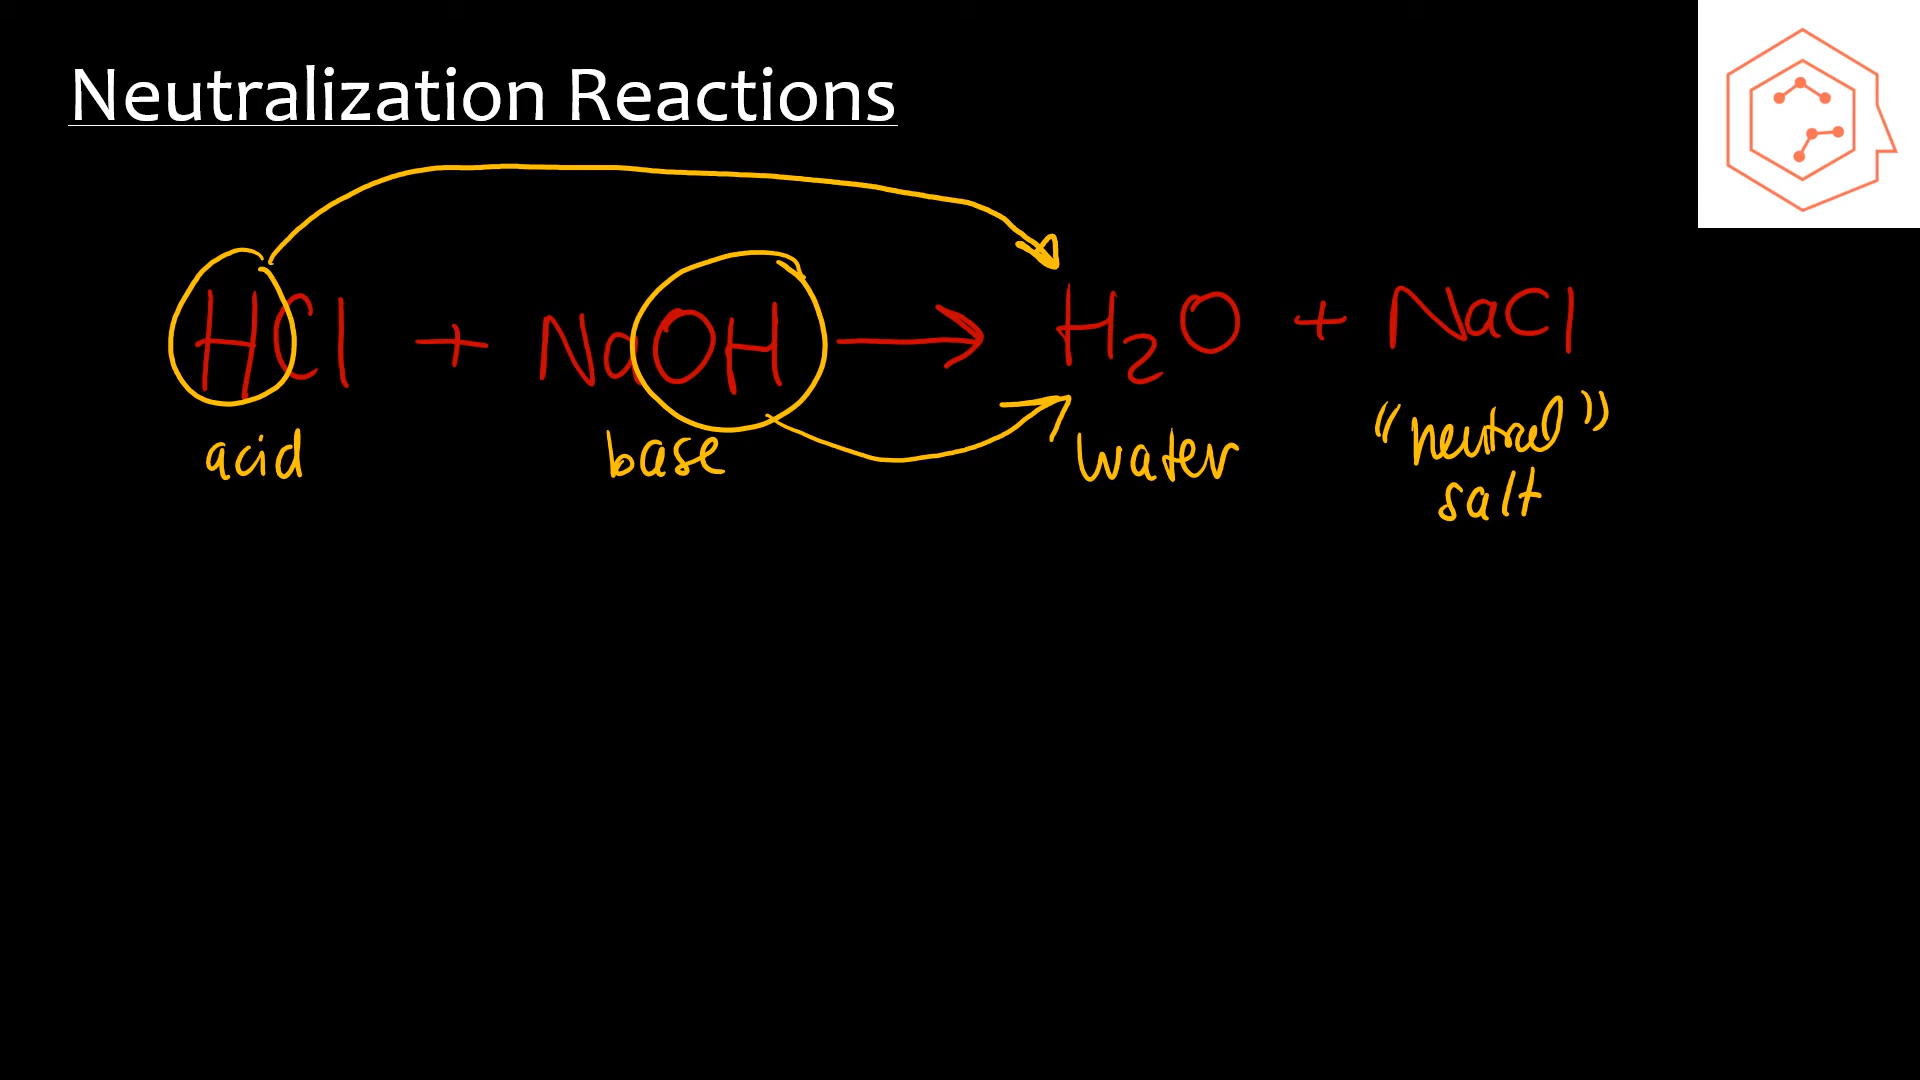 Neutralization Reactions
HCl + NaOH → H₂O + NaCl
acid base water "neutral"
salt